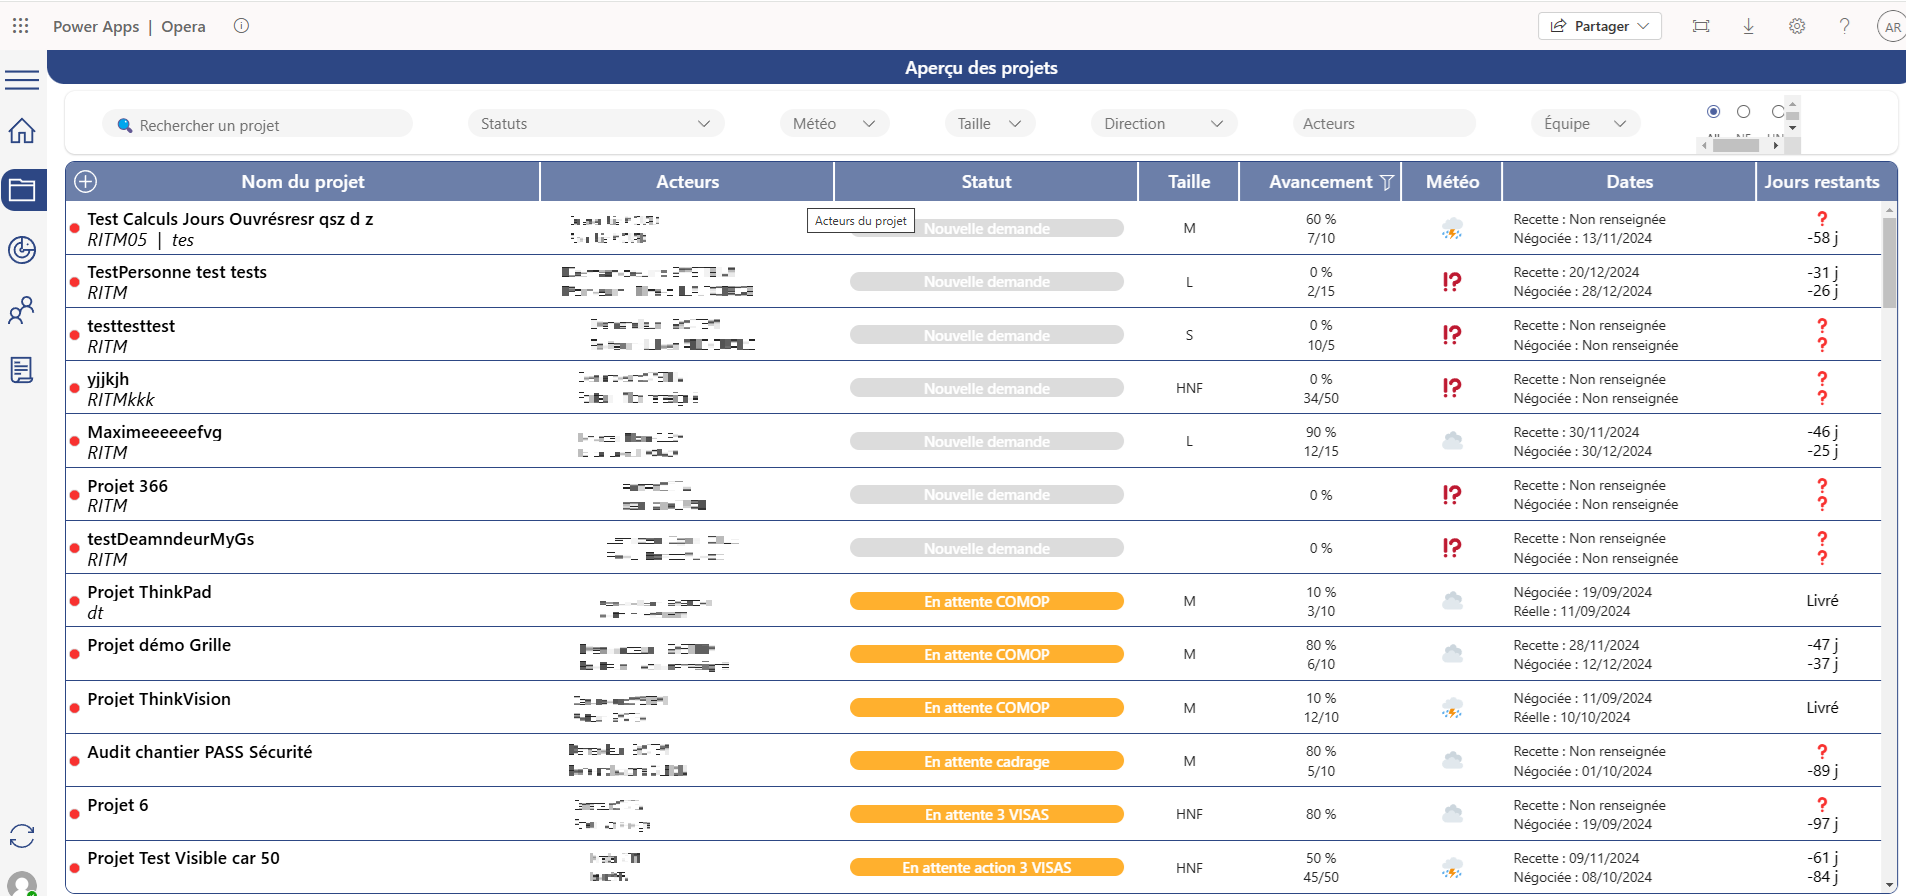 Power Apps | Opera
Partager
AR
Aperçu des projets
Rechercher un projet
Statuts
Météo
Taille
Direction
Acteurs
Équipe
Nom du projet
Acteurs
Statut
Taille
Avancement
Météo
Dates
Jours restants
Acteurs du projet
Test Calculs Jours Ouvrésresr qsz d z
RITM05 | tes
Nouvelle demande
M
60 %
7/10
Recette : Non renseignée
Négociée : 13/11/2024
?
-58 j
TestPersonne test tests
RITM
Nouvelle demande
L
0 %
2/15
!?
Recette : 20/12/2024
Négociée : 28/12/2024
-31 j
-26 j
testtesttest
RITM
Nouvelle demande
S
0 %
10/5
!?
Recette : Non renseignée
Négociée : Non renseignée
?
?
yjjkjh
RITMkkk
Nouvelle demande
HNF
0 %
34/50
!?
Recette : Non renseignée
Négociée : Non renseignée
?
?
Maximeeeeeefvg
RITM
Nouvelle demande
L
90 %
12/15
Recette : 30/11/2024
Négociée : 30/12/2024
-46 j
-25 j
Projet 366
RITM
Nouvelle demande
0 %
!?
Recette : Non renseignée
Négociée : Non renseignée
?
?
testDeamndeurMyGs
RITM
Nouvelle demande
0 %
!?
Recette : Non renseignée
Négociée : Non renseignée
?
?
Projet ThinkPad
dt
En attente COMOP
M
10 %
3/10
Négociée : 19/09/2024
Réelle : 11/09/2024
Livré
Projet démo Grille
En attente COMOP
M
80 %
6/10
Recette : 28/11/2024
Négociée : 12/12/2024
-47 j
-37 j
Projet ThinkVision
En attente COMOP
M
10 %
12/10
Négociée : 11/09/2024
Réelle : 10/10/2024
Livré
Audit chantier PASS Sécurité
En attente cadrage
M
80 %
5/10
Recette : Non renseignée
Négociée : 01/10/2024
?
-89 j
Projet 6
En attente 3 VISAS
HNF
80 %
Recette : Non renseignée
Négociée : 19/09/2024
?
-97 j
Projet Test Visible car 50
En attente action 3 VISAS
HNF
50 %
45/50
Recette : 09/11/2024
Négociée : 08/10/2024
-61 j
-84 j